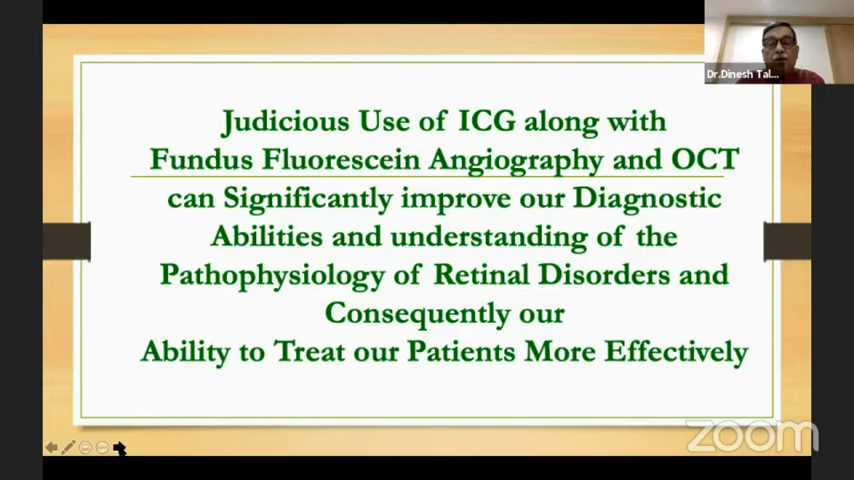 Dr.Dinesh Tal...
Judicious Use of ICG along with
Fundus Fluorescein Angiography and OCT
can Significantly improve our Diagnostic
Abilities and understanding of the
Pathophysiology of Retinal Disorders and
Consequently our
Ability to Treat our Patients More Effectively
zoom